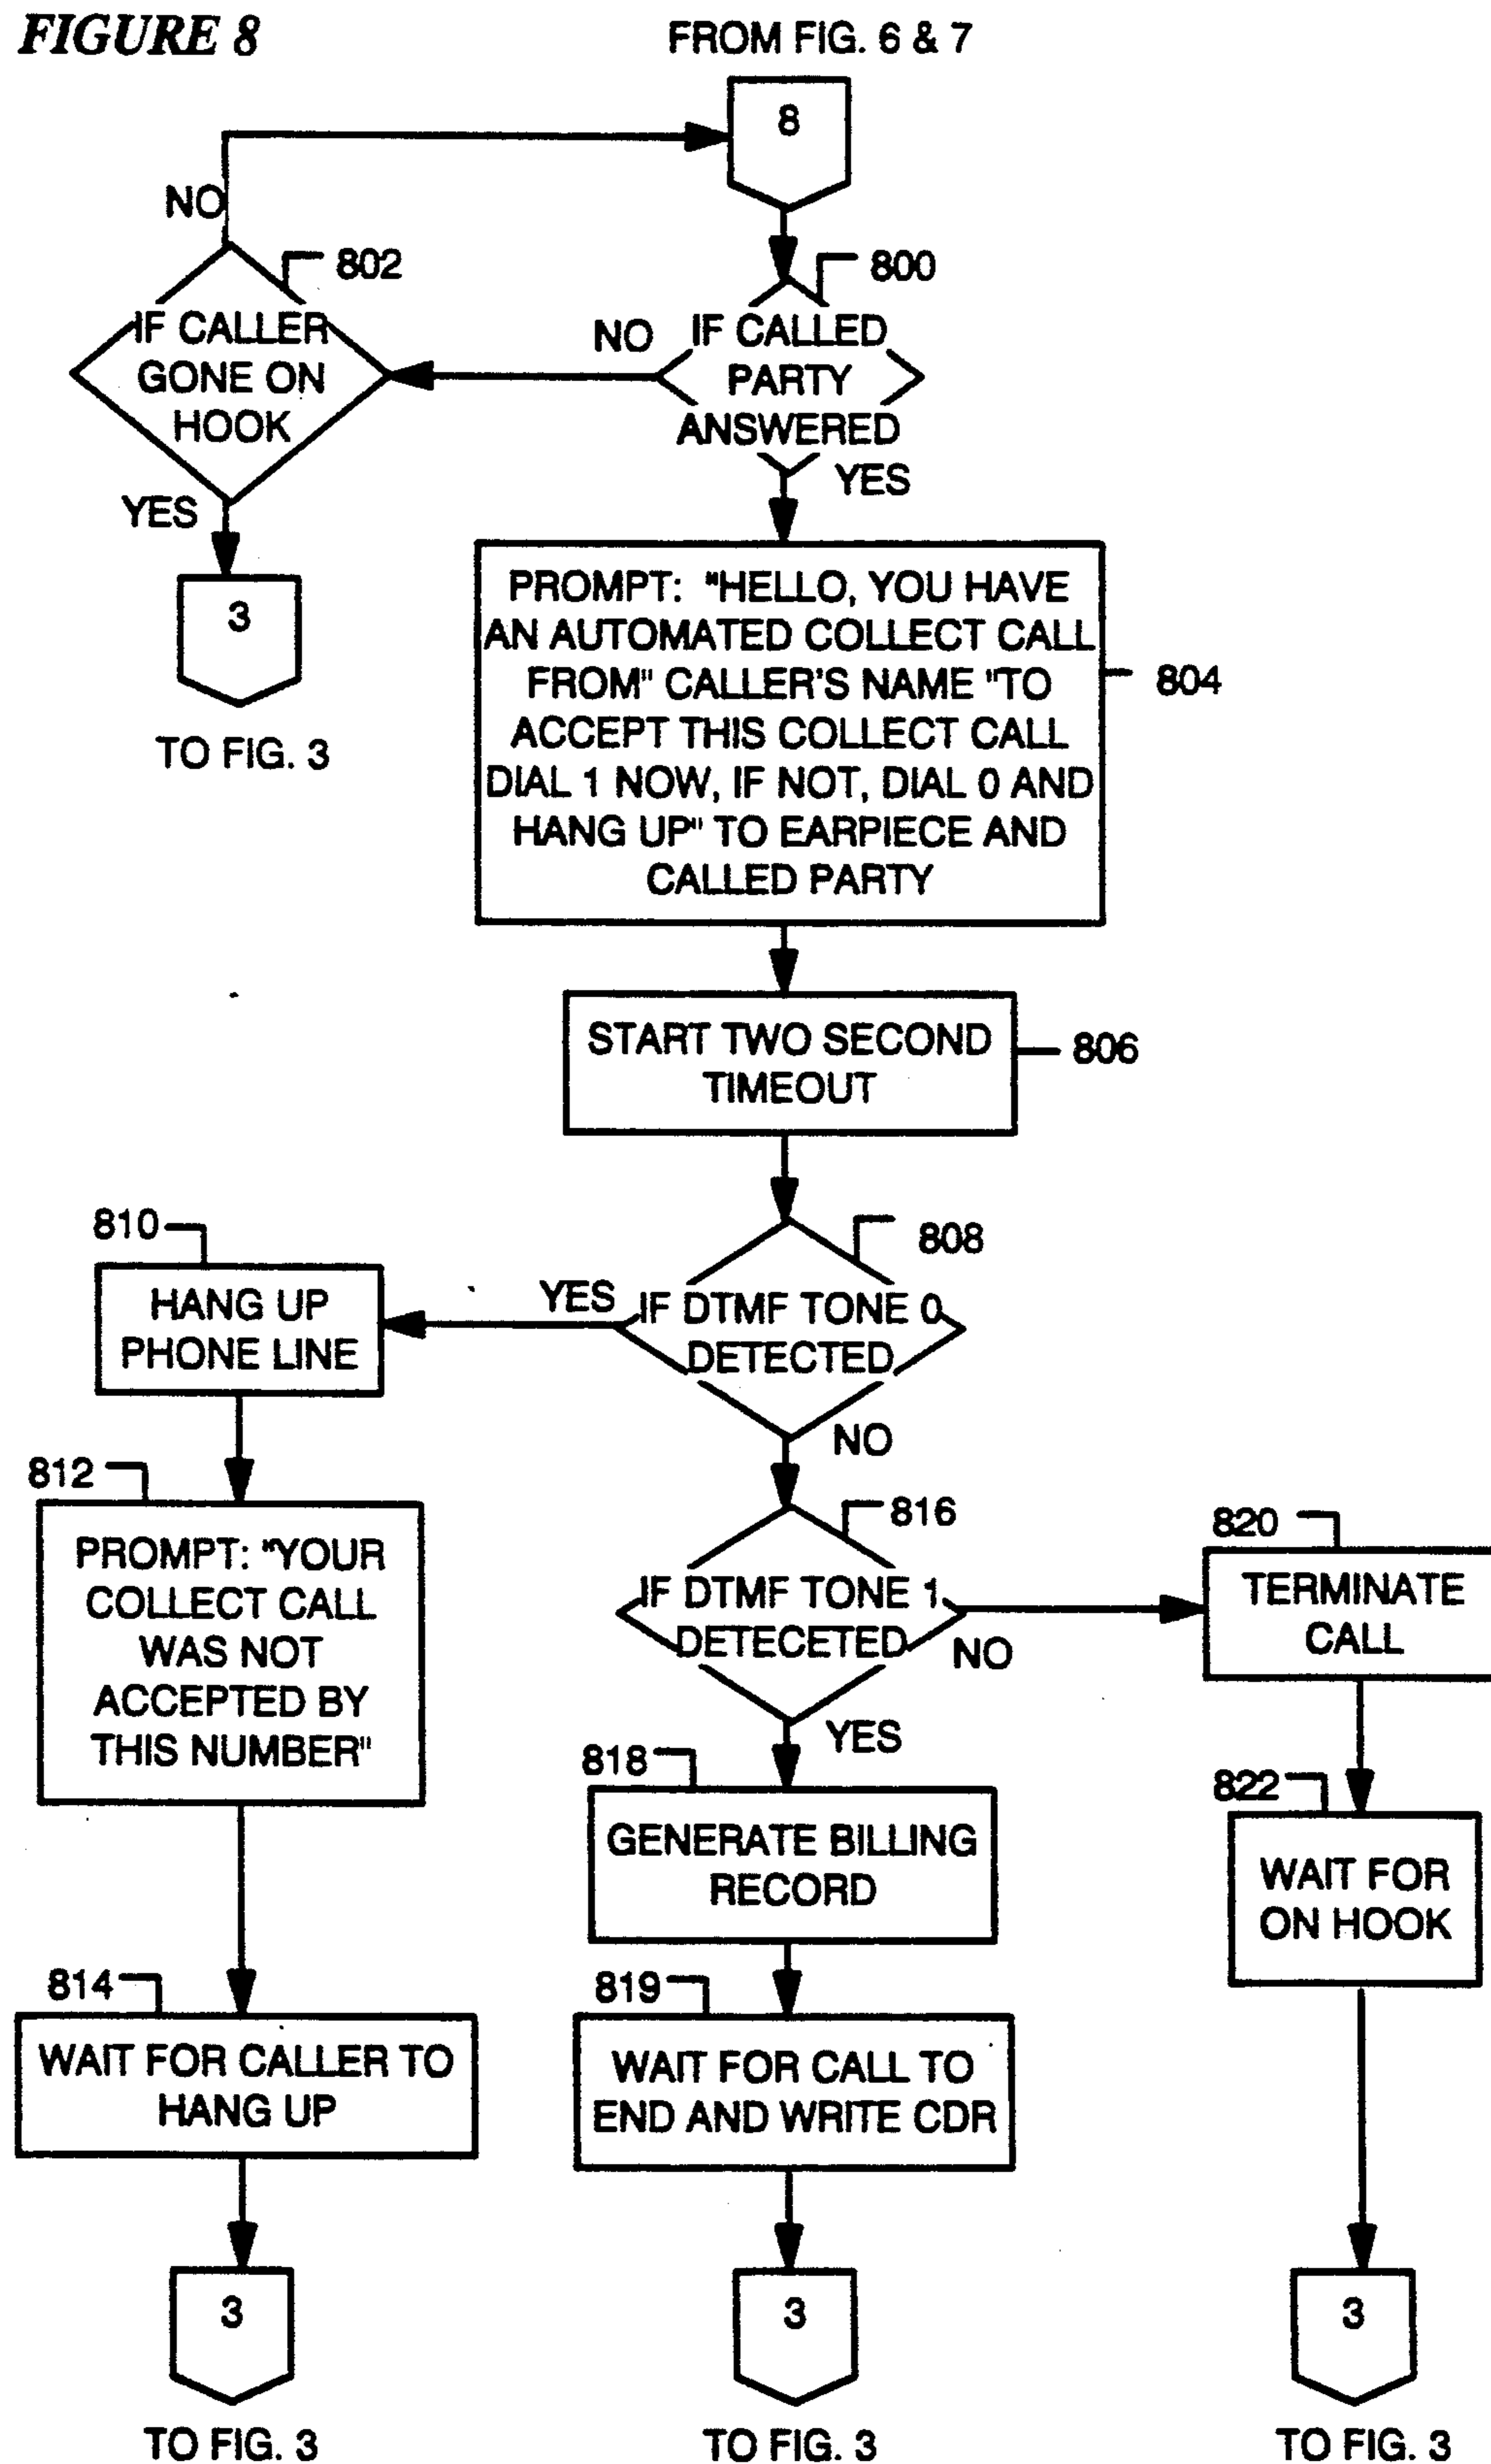 FIGURE 8
FROM FIG. 6 & 7
8
NO
802
800
IF CALLER
GONE ON
HOOK
NO
IF CALLED
PARTY
ANSWERED
YES
YES
3
TO FIG. 3
PROMPT: "HELLO, YOU HAVE
AN AUTOMATED COLLECT CALL
FROM" CALLER'S NAME "TO
ACCEPT THIS COLLECT CALL
DIAL 1 NOW, IF NOT, DIAL 0 AND
HANG UP" TO EARPIECE AND
CALLED PARTY
804
START TWO SECOND
TIMEOUT
806
808
IF DTMF TONE 0
DETECTED
YES
NO
810
HANG UP
PHONE LINE
812
PROMPT: "YOUR
COLLECT CALL
WAS NOT
ACCEPTED BY
THIS NUMBER"
814
WAIT FOR CALLER TO
HANG UP
3
TO FIG. 3
816
IF DTMF TONE 1
DETECETED
NO
YES
818
GENERATE BILLING
RECORD
819
WAIT FOR CALL TO
END AND WRITE CDR
3
TO FIG. 3
820
TERMINATE
CALL
822
WAIT FOR
ON HOOK
3
TO FIG. 3